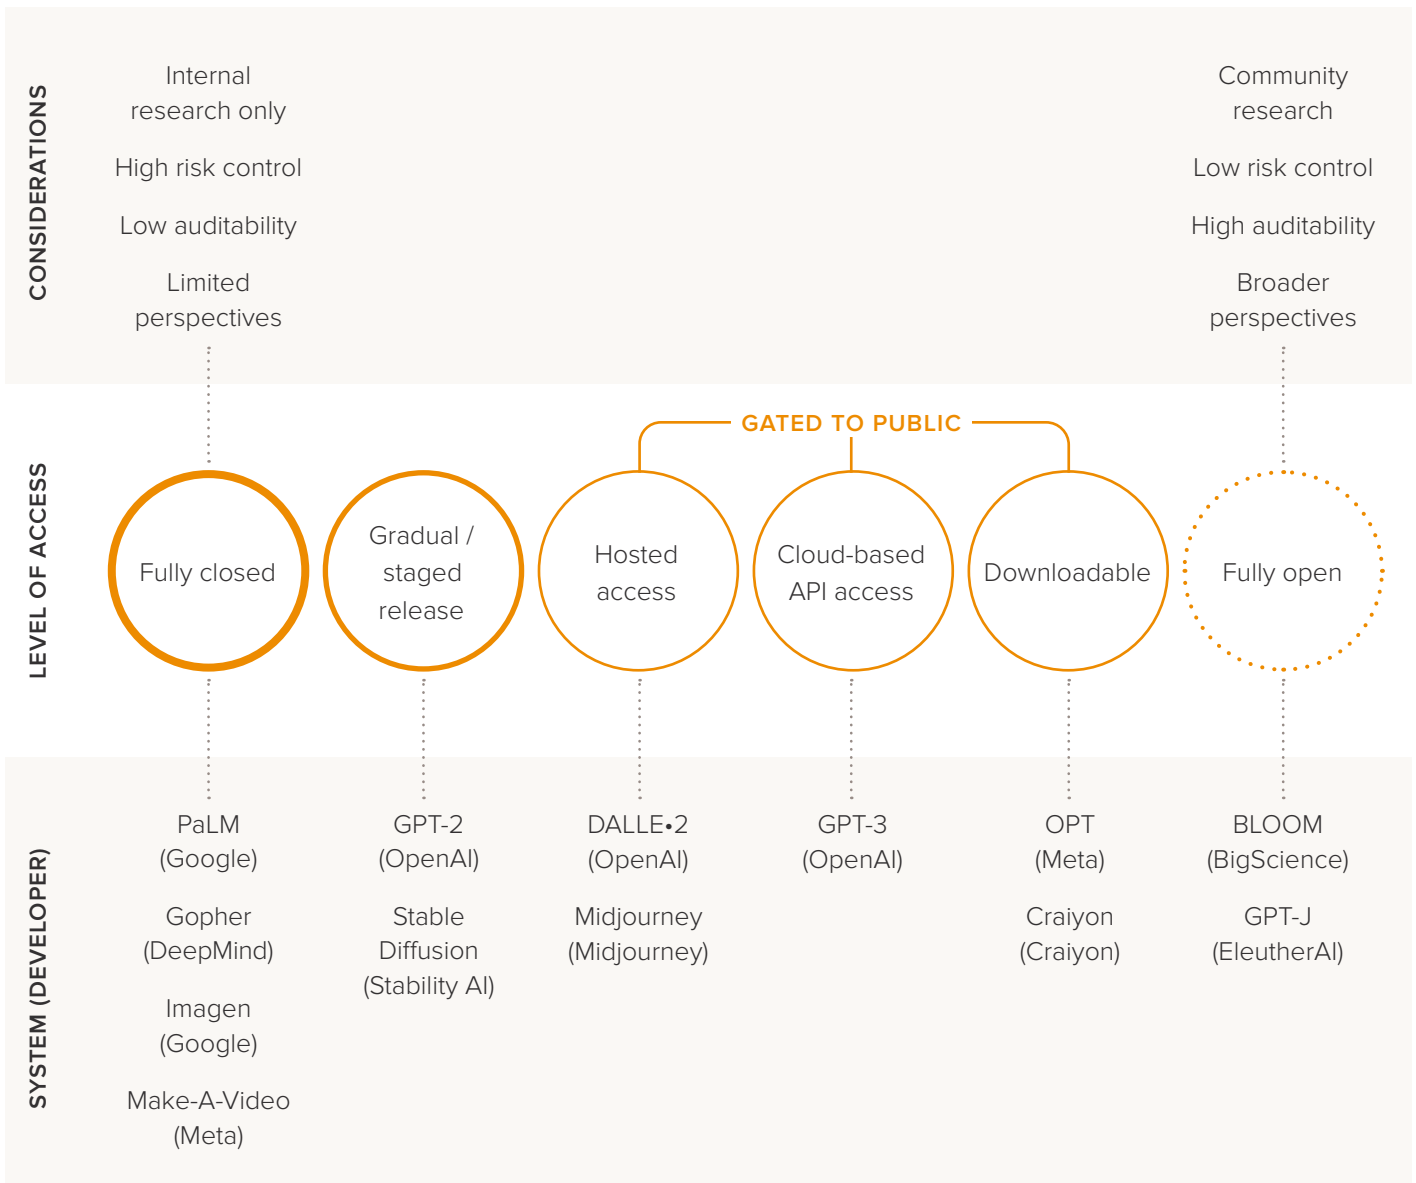 CONSIDERATIONS
Internal
research only
High risk control
Low auditability
Limited
perspectives
Community
research
Low risk control
High auditability
Broader
perspectives
LEVEL OF ACCESS
GATED TO PUBLIC
Fully closed
Gradual /
staged
release
Hosted
access
Cloud-based
API access
Downloadable
Fully open
SYSTEM (DEVELOPER)
PaLM
(Google)
Gopher
(DeepMind)
Imagen
(Google)
Make-A-Video
(Meta)
GPT-2
(OpenAI)
Stable
Diffusion
(Stability AI)
DALLE•2
(OpenAI)
Midjourney
(Midjourney)
GPT-3
(OpenAI)
OPT
(Meta)
Craiyon
(Craiyon)
BLOOM
(BigScience)
GPT-J
(EleutherAI)